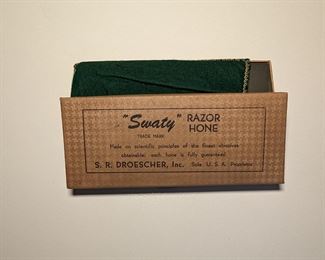 "Swaty" RAZOR
HONE
TRADE MARK
Made on scientific principles of the finest abrasives
obtainable; each hone is fully guaranteed
S. R. DROESCHER, Inc. Sole U. S. A. Proprietor